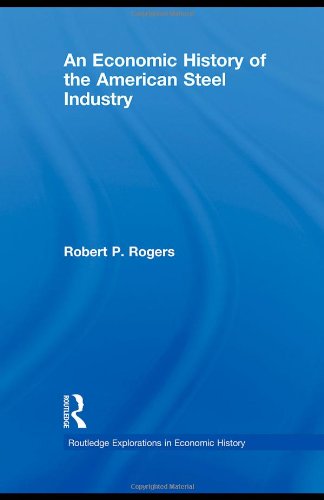 An Economic History of
the American Steel
Industry
Robert P. Rogers
ROUTLEDGE
Routledge Explorations in Economic History